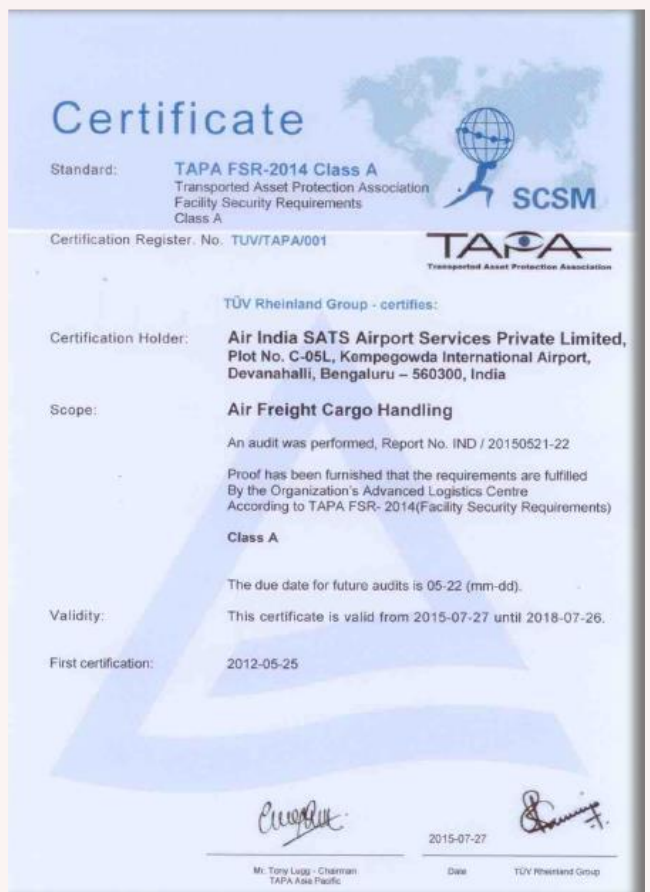 Certificate
SCSM
Standard: TAPA FSR-2014 Class A
Transported Asset Protection Association
Facility Security Requirements
Class A
Certification Register. No. TUV/TAPA/001
TAPA
Transported Asset Protection Association
TÜV Rheinland Group - certifies:
Certification Holder: Air India SATS Airport Services Private Limited,
Plot No. C-05L, Kempegowda International Airport,
Devanahalli, Bengaluru – 560300, India
Scope: Air Freight Cargo Handling
An audit was performed, Report No. IND / 20150521-22
Proof has been furnished that the requirements are fulfilled
By the Organization's Advanced Logistics Centre
According to TAPA FSR- 2014(Facility Security Requirements)
Class A
The due date for future audits is 05-22 (mm-dd).
Validity: This certificate is valid from 2015-07-27 until 2018-07-26.
First certification: 2012-05-25
2015-07-27
Mr. Tony Lugg - Chairman Date TÜV Rheinland Group
TAPA Asia Pacific